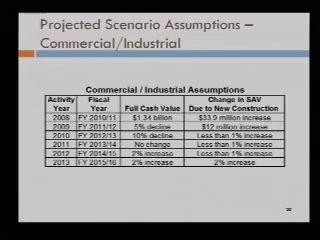 Projected Scenario Assumptions –
Commercial/Industrial
Commercial / Industrial Assumptions
Activity Year Fiscal Year Full Cash Value Change in SAV Due to New Construction
2008 FY 2010/11 $1.34 billion $33.9 million increase
2009 FY 2011/12 5% decline $12 million increase
2010 FY 2012/13 10% decline Less than 1% increase
2011 FY 2013/14 No change Less than 1% increase
2012 FY 2014/15 2% increase Less than 1% increase
2013 FY 2015/16 2% increase 2% increase